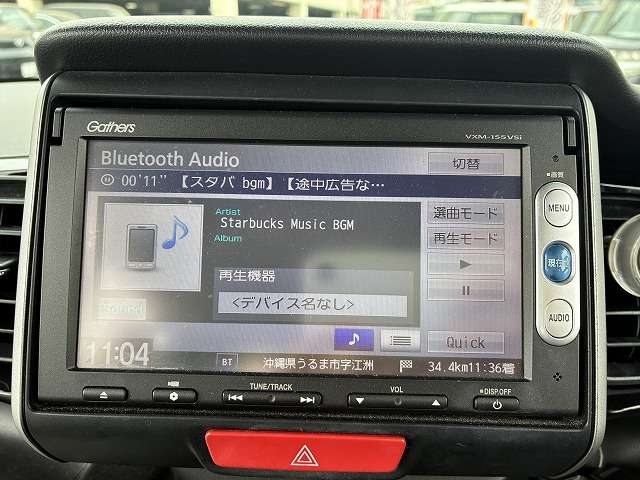 Gathers
VXM-155VSi
Bluetooth Audio
切替
00'11" 【スタバ bgm】【途中広告な…
画質
Artist
Starbucks Music BGM
Album
選曲モード
再生モード
MENU
現在
再生機器
<デバイス名なし>
Sound
Quick
AUDIO
11:04
BT
沖縄県うるま市字江洲
34.4km11:36着
TUNE/TRACK
VOL
DISP.OFF